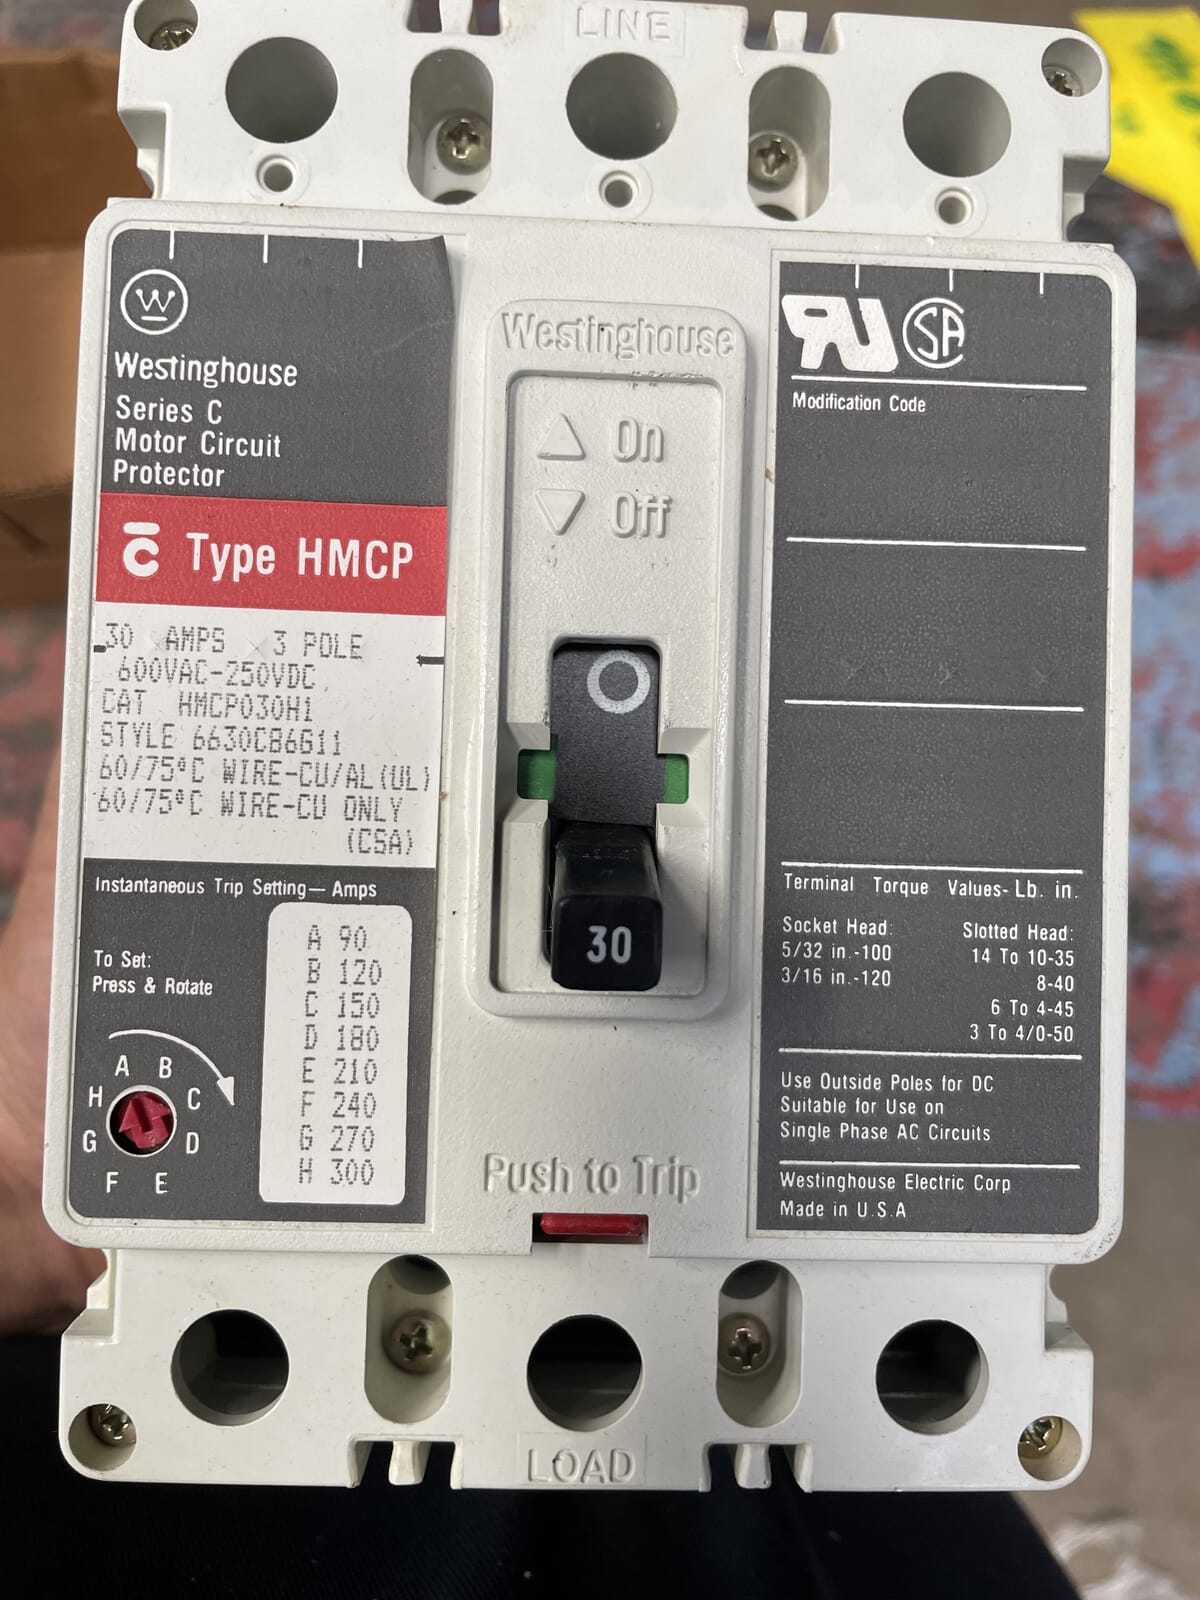 LINE
W
Westinghouse
Series C
Motor Circuit
Protector
C Type HMCP
30 AMPS 3 POLE
600VAC-250VDC
CAT HMCP030H1
STYLE 6630C86G11
60/75°C WIRE-CU/AL(UL)
60/75°C WIRE-CU ONLY
(CSA)
Instantaneous Trip Setting— Amps
To Set:
Press & Rotate
A B
H C
G D
F E
A 90
B 120
C 150
D 180
E 210
F 240
G 270
H 300
Westinghouse
On
Off
30
Push to Trip
RU SA
Modification Code
Terminal Torque Values- Lb. in.
Socket Head:
5/32 in.-100
3/16 in.-120
Slotted Head:
14 To 10-35
8-40
6 To 4-45
3 To 4/0-50
Use Outside Poles for DC
Suitable for Use on
Single Phase AC Circuits
Westinghouse Electric Corp
Made in U.S.A
LOAD